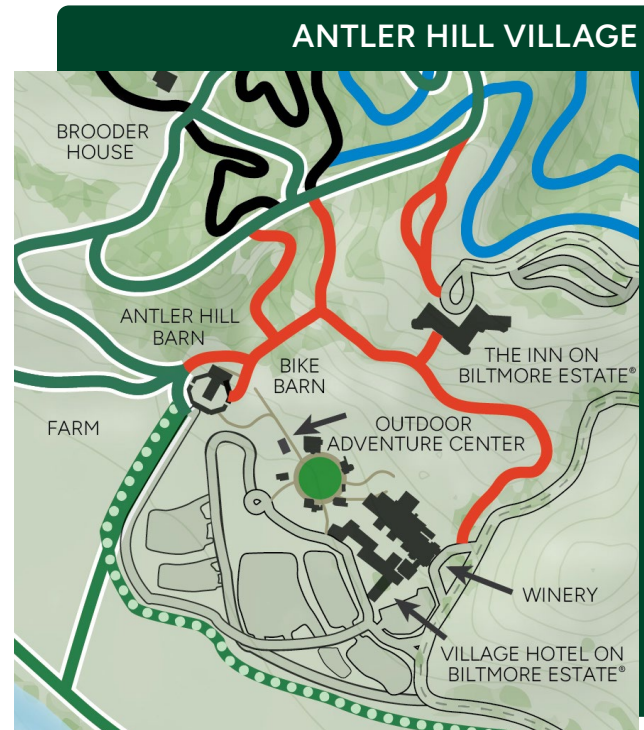 ANTLER HILL VILLAGE
BROODER
HOUSE
ANTLER HILL
BARN
BIKE
BARN
THE INN ON
BILTMORE ESTATE®
FARM
OUTDOOR
ADVENTURE CENTER
WINERY
VILLAGE HOTEL ON
BILTMORE ESTATE®